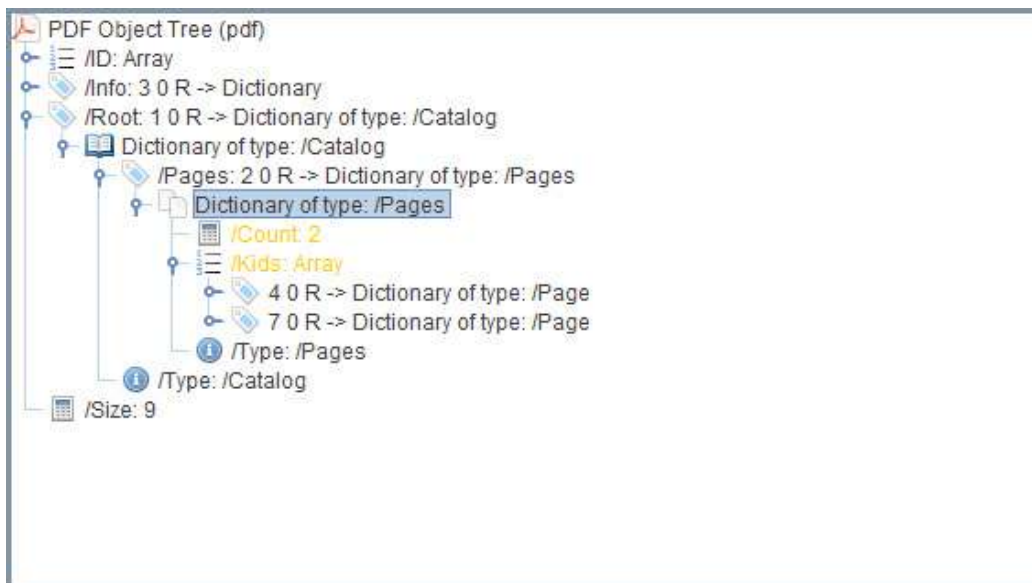 PDF Object Tree (pdf)
/ID: Array
/Info: 3 0 R -> Dictionary
/Root: 1 0 R -> Dictionary of type: /Catalog
Dictionary of type: /Catalog
/Pages: 2 0 R -> Dictionary of type: /Pages
Dictionary of type: /Pages
/Count: 2
/Kids: Array
4 0 R -> Dictionary of type: /Page
7 0 R -> Dictionary of type: /Page
/Type: /Pages
/Type: /Catalog
/Size: 9